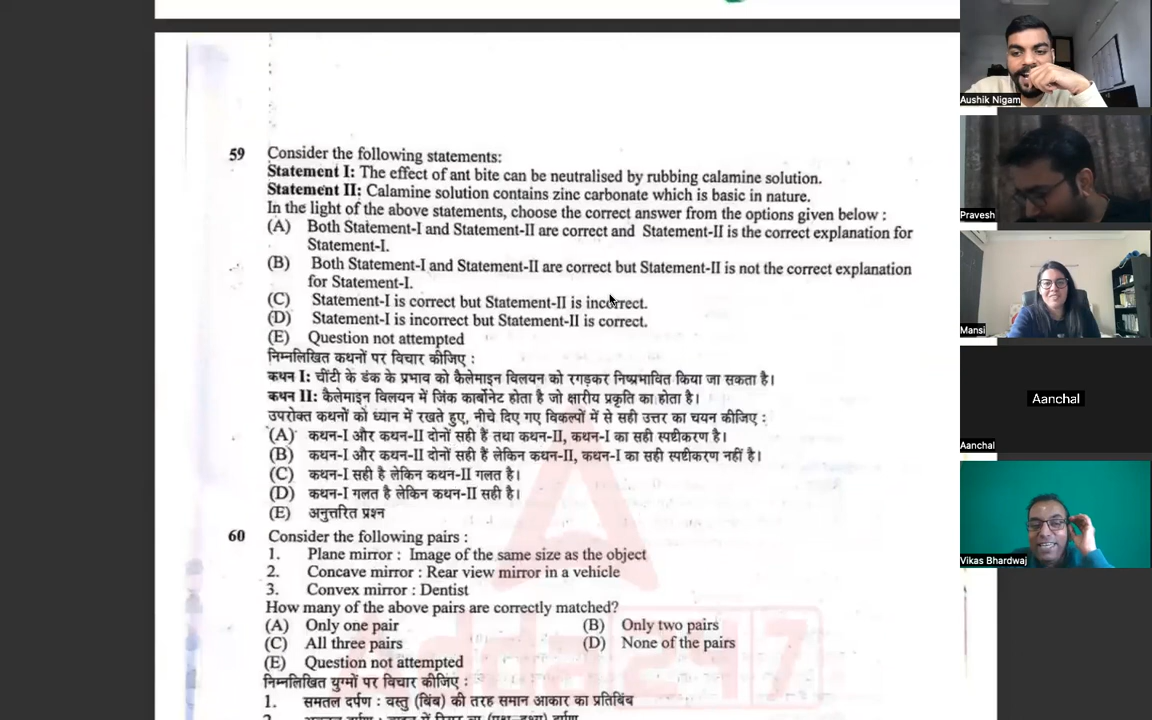 59 Consider the following statements:
Statement I: The effect of ant bite can be neutralised by rubbing calamine solution.
Statement II: Calamine solution contains zinc carbonate which is basic in nature.
In the light of the above statements, choose the correct answer from the options given below :
(A) Both Statement-I and Statement-II are correct and Statement-II is the correct explanation for
Statement-I.
(B) Both Statement-I and Statement-II are correct but Statement-II is not the correct explanation
for Statement-I.
(C) Statement-I is correct but Statement-II is incorrect.
(D) Statement-I is incorrect but Statement-II is correct.
(E) Question not attempted
निम्नलिखित कथनों पर विचार कीजिए :
कथन I: चींटी के डंक के प्रभाव को कैलेमाइन विलयन को रगड़कर निष्प्रभावित किया जा सकता है।
कथन II: कैलेमाइन विलयन में जिंक कार्बोनेट होता है जो क्षारीय प्रकृति का होता है।
उपरोक्त कथनों को ध्यान में रखते हुए, नीचे दिए गए विकल्पों में से सही उत्तर का चयन कीजिए :
(A) कथन-I और कथन-II दोनों सही हैं तथा कथन-II, कथन-I का सही स्पष्टीकरण है।
(B) कथन-I और कथन-II दोनों सही हैं लेकिन कथन-II, कथन-I का सही स्पष्टीकरण नहीं है।
(C) कथन-I सही है लेकिन कथन-II गलत है।
(D) कथन-I गलत है लेकिन कथन-II सही है।
(E) अनुत्तरित प्रश्न
60 Consider the following pairs :
1. Plane mirror : Image of the same size as the object
2. Concave mirror : Rear view mirror in a vehicle
3. Convex mirror : Dentist
How many of the above pairs are correctly matched?
(A) Only one pair (B) Only two pairs
(C) All three pairs (D) None of the pairs
(E) Question not attempted
निम्नलिखित युग्मों पर विचार कीजिए :
1. समतल दर्पण : वस्तु (बिंब) की तरह समान आकार का प्रतिबिंब
Adda247
Aushik Nigam
Pravesh
Mansi
Aanchal
Aanchal
Vikas Bhardwaj